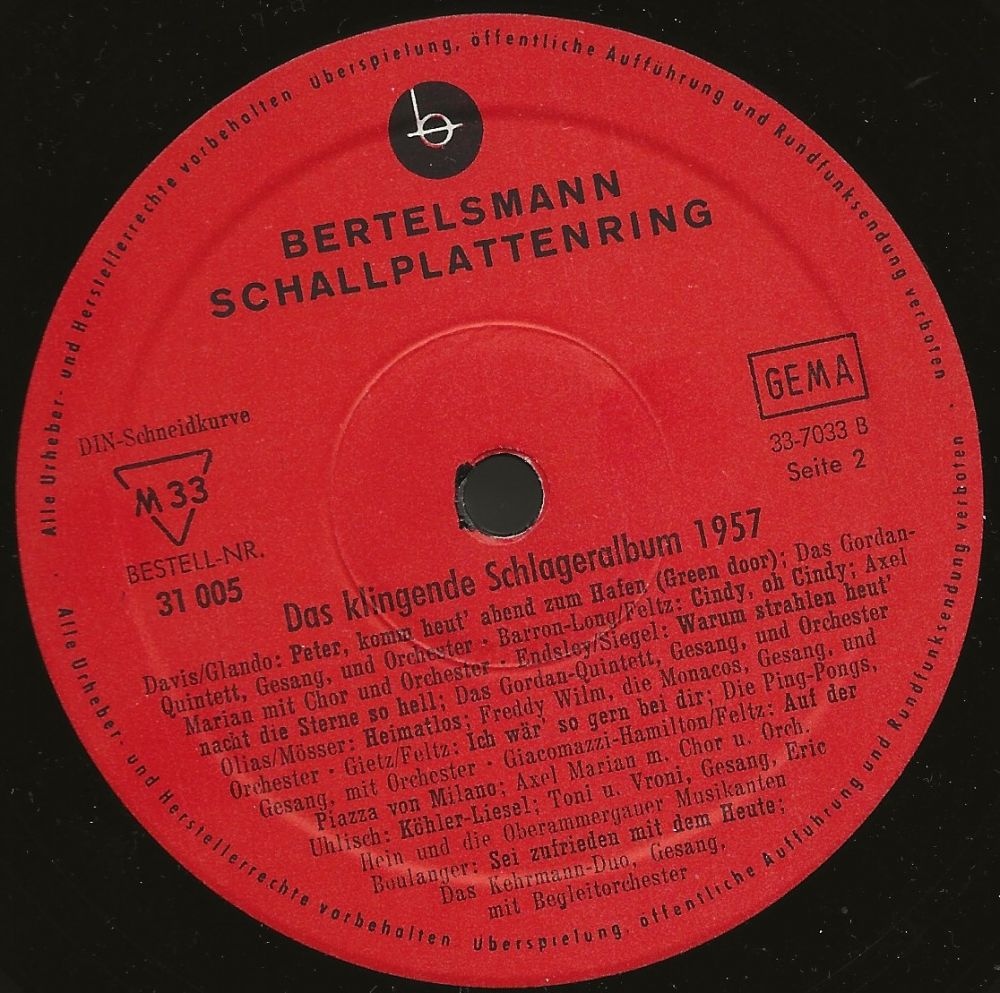 Alle Urheber- und Herstellerrechte vorbehalten Überspielung, öffentliche Aufführung und Rundfunksendung verboten ·
b
BERTELSMANN
SCHALLPLATTENRING
GEMA
33-7033 B
Seite 2
DIN-Schneidkurve
M 33
BESTELL-NR.
31 005
Das klingende Schlageralbum 1957
Davis/Glando: Peter, komm heut' abend zum Hafen (Green door); Das Gordan-
Quintett, Gesang, und Orchester · Barron-Long/Feltz: Cindy, oh Cindy; Axel
Marian mit Chor und Orchester · Endsley/Siegel: Warum strahlen heut'
nacht die Sterne so hell; Das Gordan-Quintett, Gesang, und Orchester
Olias/Mösser: Heimatlos; Freddy Wilm, die Monacos, Gesang, und
Orchester · Gietz/Feltz: Ich wär' so gern bei dir; Die Ping-Pongs,
Gesang, mit Orchester · Giacomazzi-Hamilton/Feltz: Auf der
Piazza von Milano; Axel Marian m. Chor u. Orch.
Uhlisch: Köhler-Liesel; Toni u. Vroni, Gesang, Eric
Hein und die Oberammergauer Musikanten
Boulanger: Sei zufrieden mit dem Heute;
Das Kehrmann-Duo, Gesang,
mit Begleitorchester
Alle Urheber- und Herstellerrechte vorbehalten Überspielung, öffentliche Aufführung und Rundfunksendung verboten ·